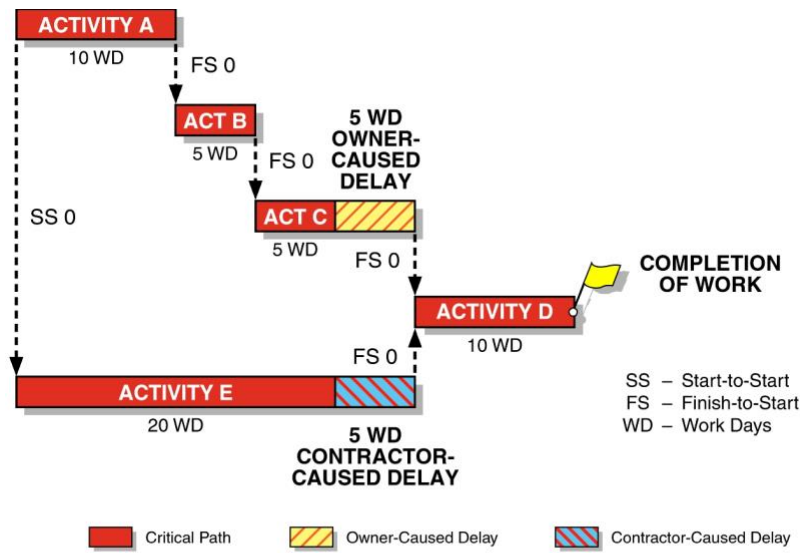 ACTIVITY A
10 WD
FS 0
ACT B
5 WD
FS 0
5 WD
OWNER-
CAUSED
DELAY
SS 0
ACT C
5 WD
FS 0
COMPLETION
OF WORK
ACTIVITY D
10 WD
FS 0
ACTIVITY E
20 WD
5 WD
CONTRACTOR-
CAUSED DELAY
SS – Start-to-Start
FS – Finish-to-Start
WD – Work Days
Critical Path
Owner-Caused Delay
Contractor-Caused Delay